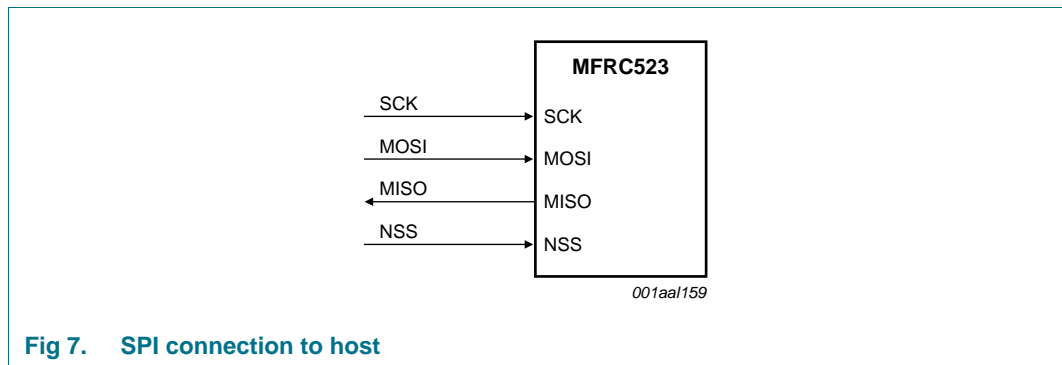 MFRC523
SCK SCK
MOSI MOSI
MISO MISO
NSS NSS
001aal159
Fig 7. SPI connection to host